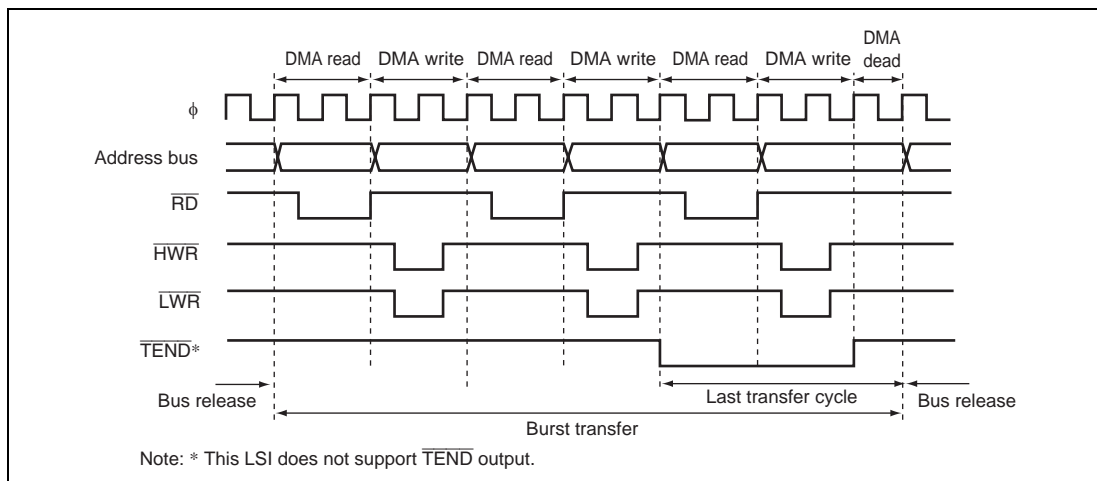 DMA read DMA write DMA read DMA write DMA read DMA write DMA dead
ϕ
Address bus
RD
HWR
LWR
TEND*
Bus release Last transfer cycle Bus release
Burst transfer
Note: * This LSI does not support TEND output.